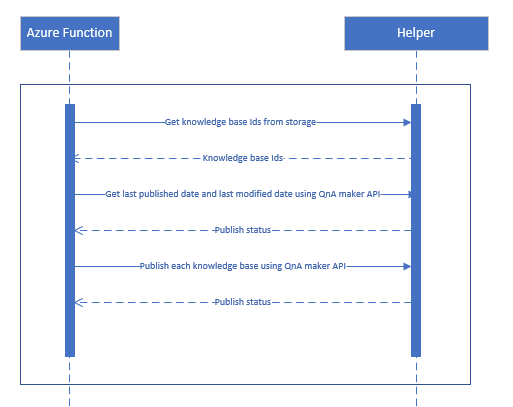 Azure Function
Helper
Get knowledge base Ids from storage
Knowledge base Ids
Get last published date and last modified date using QnA maker API
Publish status
Publish each knowledge base using QnA maker API
Publish status